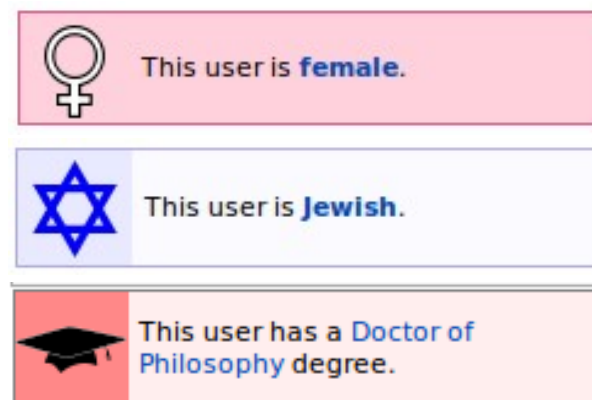 This user is female.
This user is Jewish.
This user has a Doctor of
Philosophy degree.